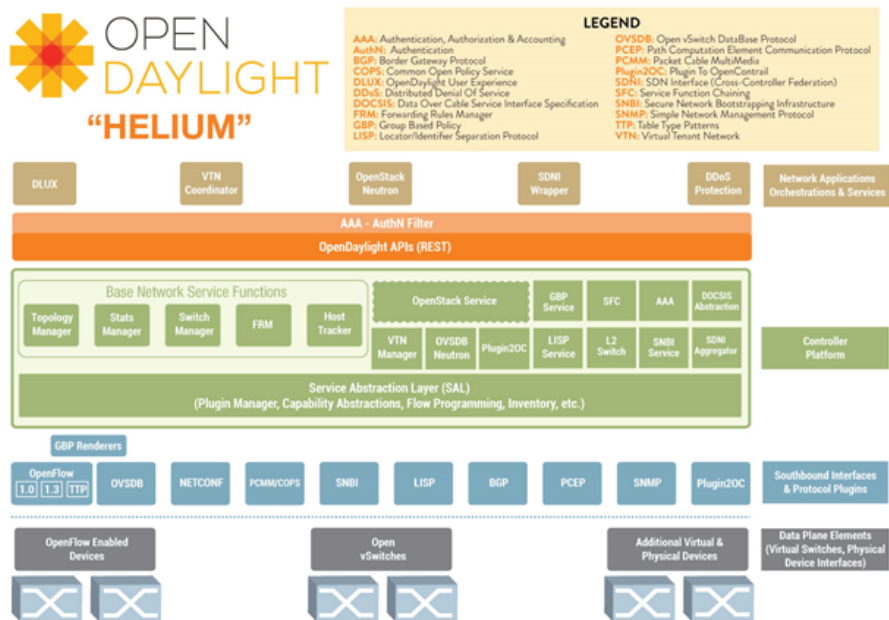 OPEN
DAYLIGHT
"HELIUM"
LEGEND
AAA: Authentication, Authorization & Accounting
AuthN: Authentication
BGP: Border Gateway Protocol
COPS: Common Open Policy Service
DLUX: OpenDaylight User Experience
DDoS: Distributed Denial Of Service
DOCSIS: Data Over Cable Service Interface Specification
FRM: Forwarding Rules Manager
GBP: Group Based Policy
LISP: Locator/Identifier Separation Protocol
OVSDB: Open vSwitch DataBase Protocol
PCEP: Path Computation Element Communication Protocol
PCMM: Packet Cable MultiMedia
Plugin2OC: Plugin To OpenContrail
SDNI: SDN Interface (Cross-Controller Federation)
SFC: Service Function Chaining
SNBI: Secure Network Bootstrapping Infrastructure
SNMP: Simple Network Management Protocol
TTP: Table Type Patterns
VTN: Virtual Tenant Network
DLUX
VTN
Coordinator
OpenStack
Neutron
SDNI
Wrapper
DDoS
Protection
Network Applications
Orchestrations & Services
AAA - AuthN Filter
OpenDaylight APIs (REST)
Base Network Service Functions
Topology
Manager
Stats
Manager
Switch
Manager
FRM
Host
Tracker
OpenStack Service
GBP
Service
SFC
AAA
DOCSIS
Abstraction
VTN
Manager
OVSDB
Neutron
Plugin2OC
LISP
Service
L2
Switch
SNBI
Service
SDNI
Aggregator
Controller
Platform
Service Abstraction Layer (SAL)
(Plugin Manager, Capability Abstractions, Flow Programming, Inventory, etc.)
GBP Renderers
OpenFlow
1.0 1.3 TTP
OVSDB
NETCONF
PCMM/COPS
SNBI
LISP
BGP
PCEP
SNMP
Plugin2OC
Southbound Interfaces
& Protocol Plugins
OpenFlow Enabled
Devices
Open
vSwitches
Additional Virtual &
Physical Devices
Data Plane Elements
(Virtual Switches, Physical
Device Interfaces)